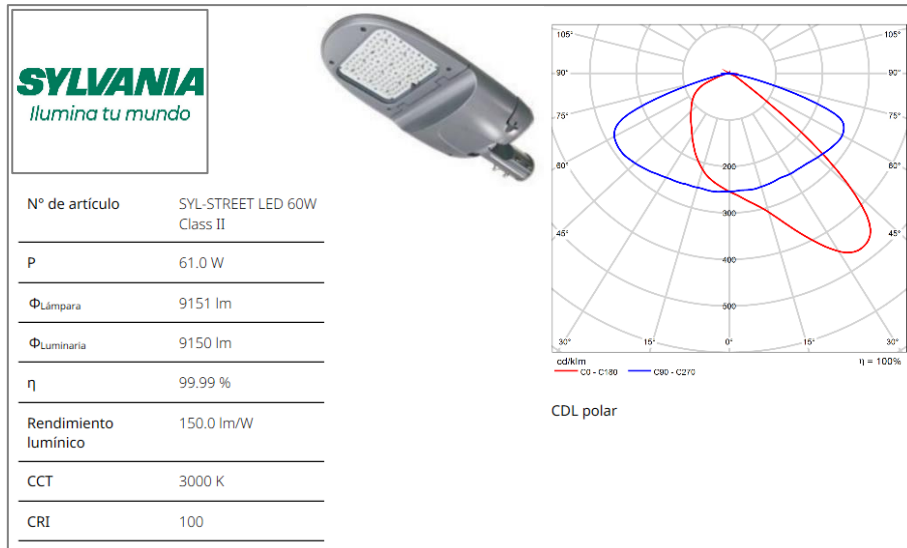 SYLVANIA
Ilumina tu mundo
N° de artículo SYL-STREET LED 60W
Class II
P 61.0 W
ΦLámpara 9151 lm
ΦLuminaria 9150 lm
η 99.99 %
Rendimiento 150.0 lm/W
lumínico
CCT 3000 K
CRI 100
105° 105°
90° 90°
75° 75°
60° 60°
45° 45°
200
300
400
500
30° 15° 0° 15° 30°
cd/klm η = 100%
C0 - C180 C90 - C270
CDL polar